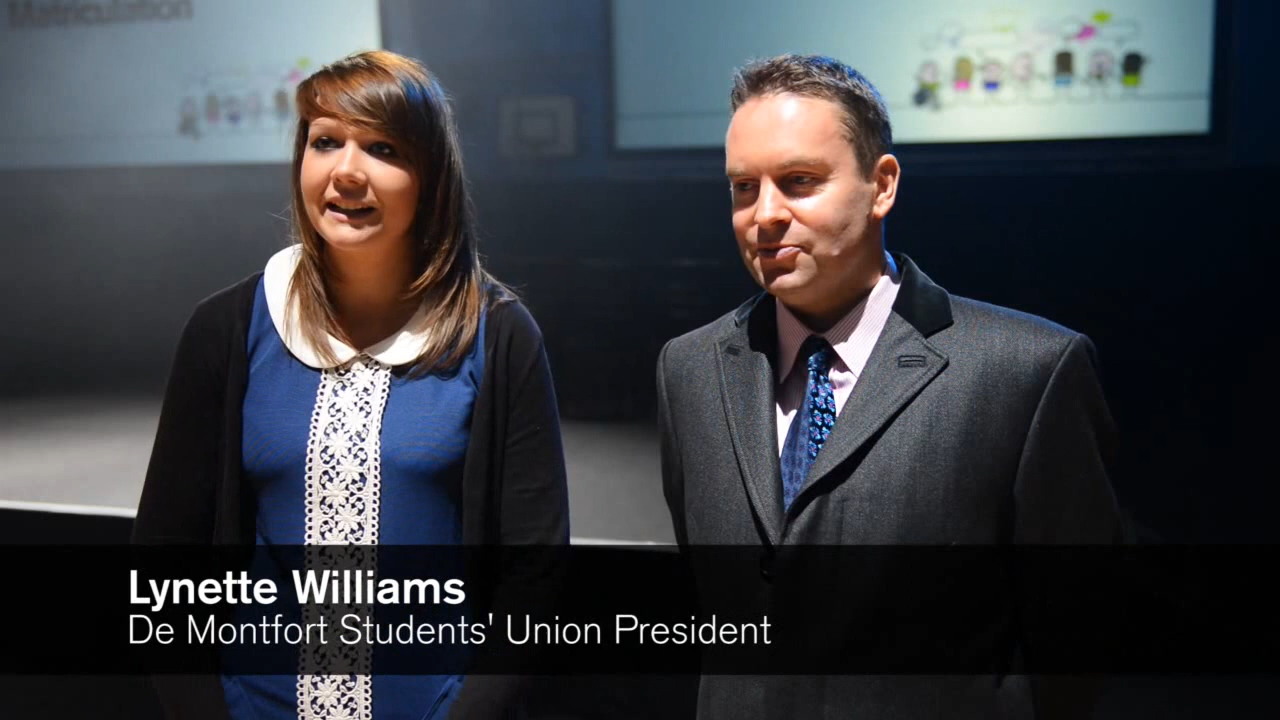 Matriculation
Lynette Williams
De Montfort Students' Union President